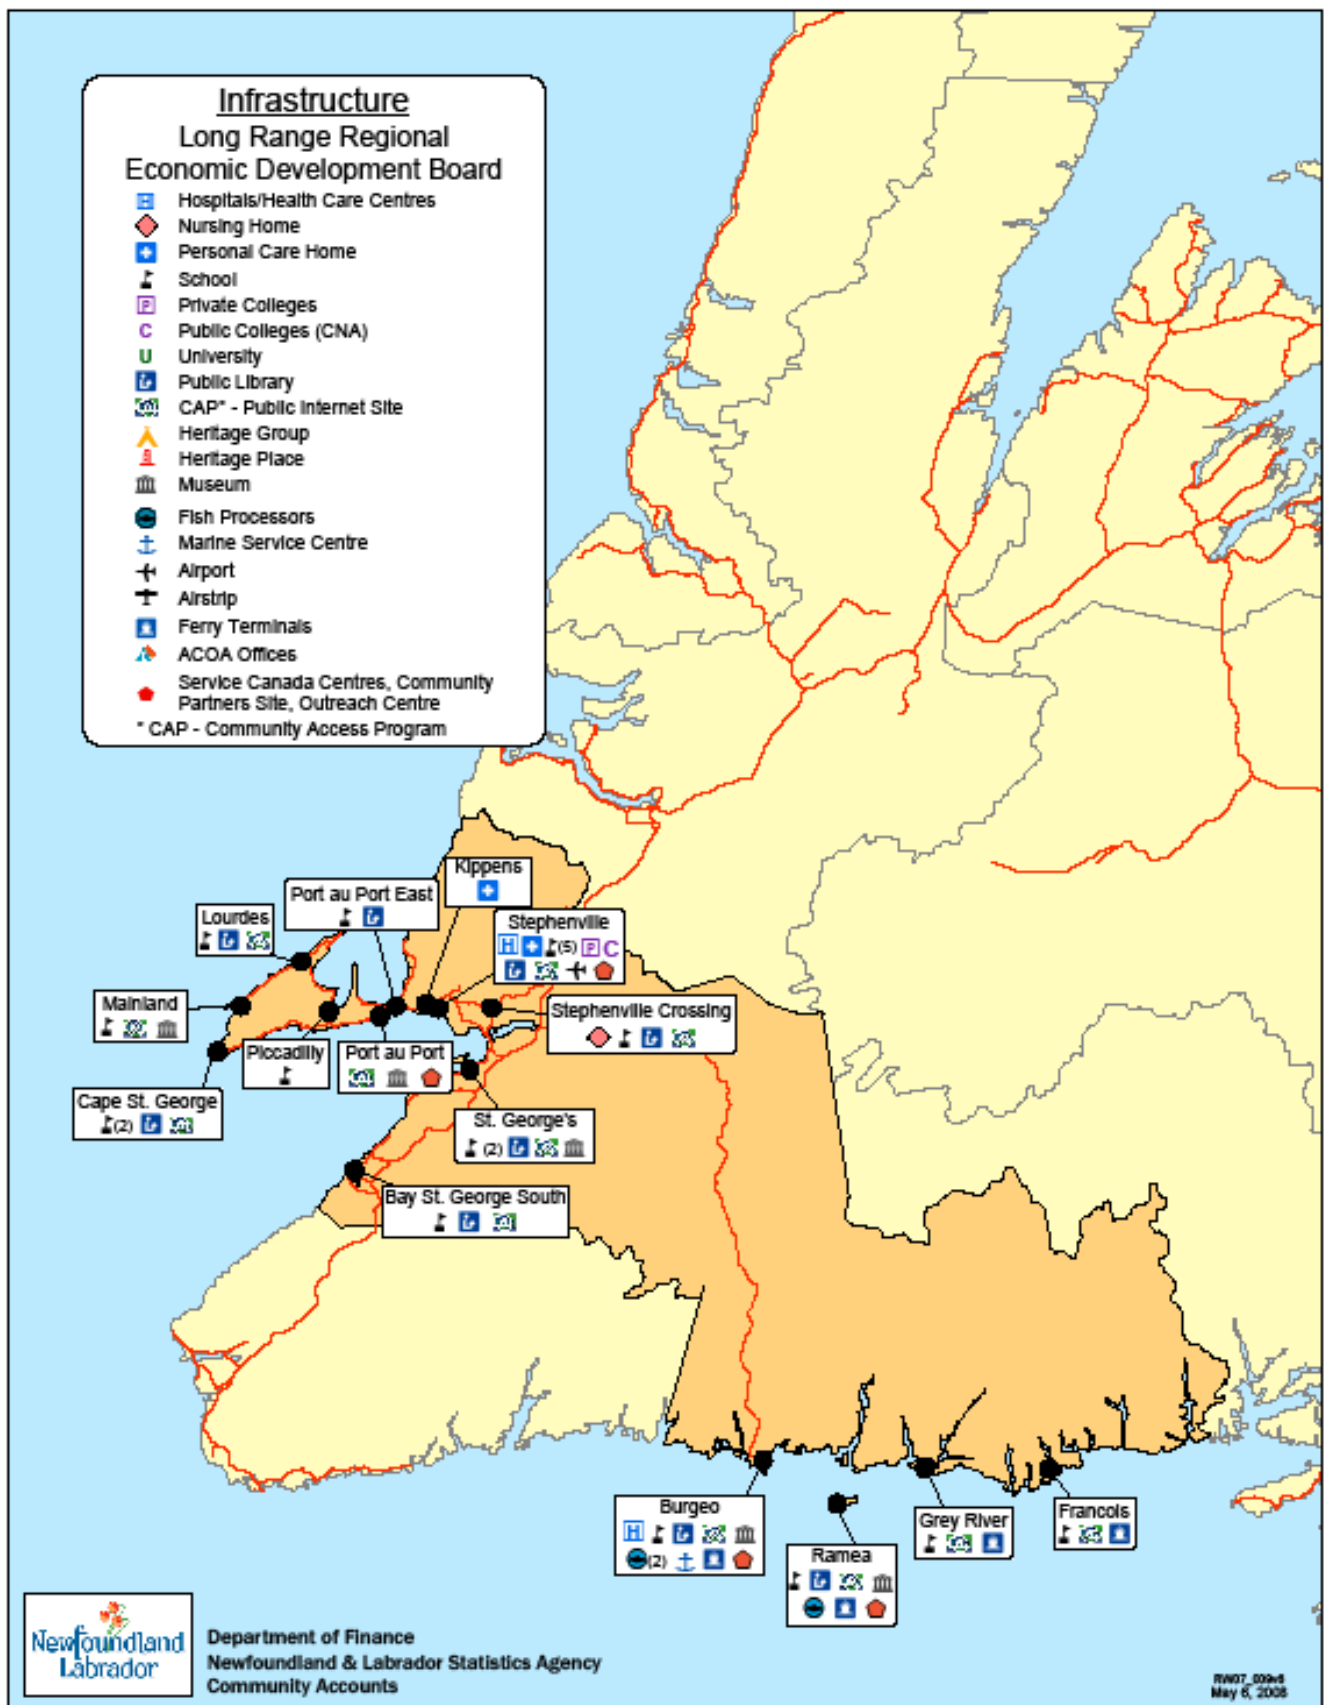 Infrastructure
Long Range Regional
Economic Development Board
H Hospitals/Health Care Centres
Nursing Home
Personal Care Home
School
P Private Colleges
C Public Colleges (CNA)
U University
Public Library
CAP* - Public Internet Site
Heritage Group
Heritage Place
Museum
Fish Processors
Marine Service Centre
Airport
Airstrip
Ferry Terminals
ACOA Offices
Service Canada Centres, Community
Partners Site, Outreach Centre
* CAP - Community Access Program
Kippens
Port au Port East
Lourdes
Stephenville
H (5) P C
Mainland
Stephenville Crossing
Piccadilly
Port au Port
Cape St. George
(2)
St. George's
(2)
Bay St. George South
Burgeo
H
(2)
Ramea
Grey River
Francois
Newfoundland
Labrador
Department of Finance
Newfoundland & Labrador Statistics Agency
Community Accounts
May 6, 2008